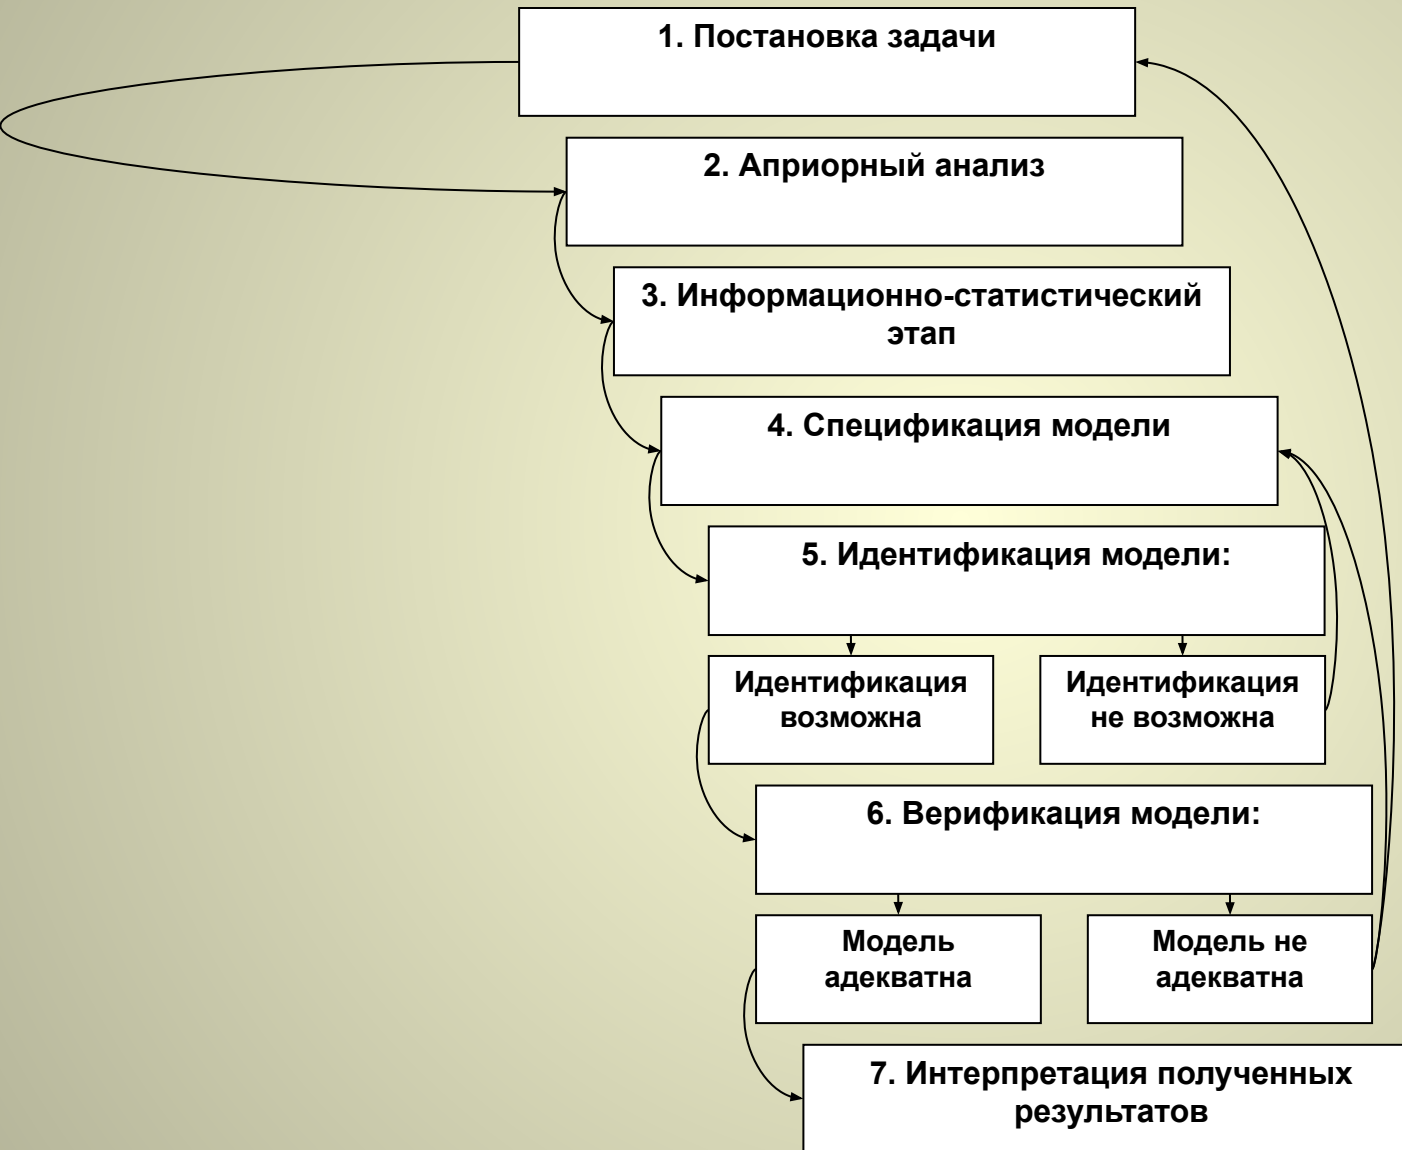 1. Постановка задачи
2. Априорный анализ
3. Информационно-статистический
этап
4. Спецификация модели
5. Идентификация модели:
Идентификация
возможна
Идентификация
не возможна
6. Верификация модели:
Модель
адекватна
Модель не
адекватна
7. Интерпретация полученных
результатов